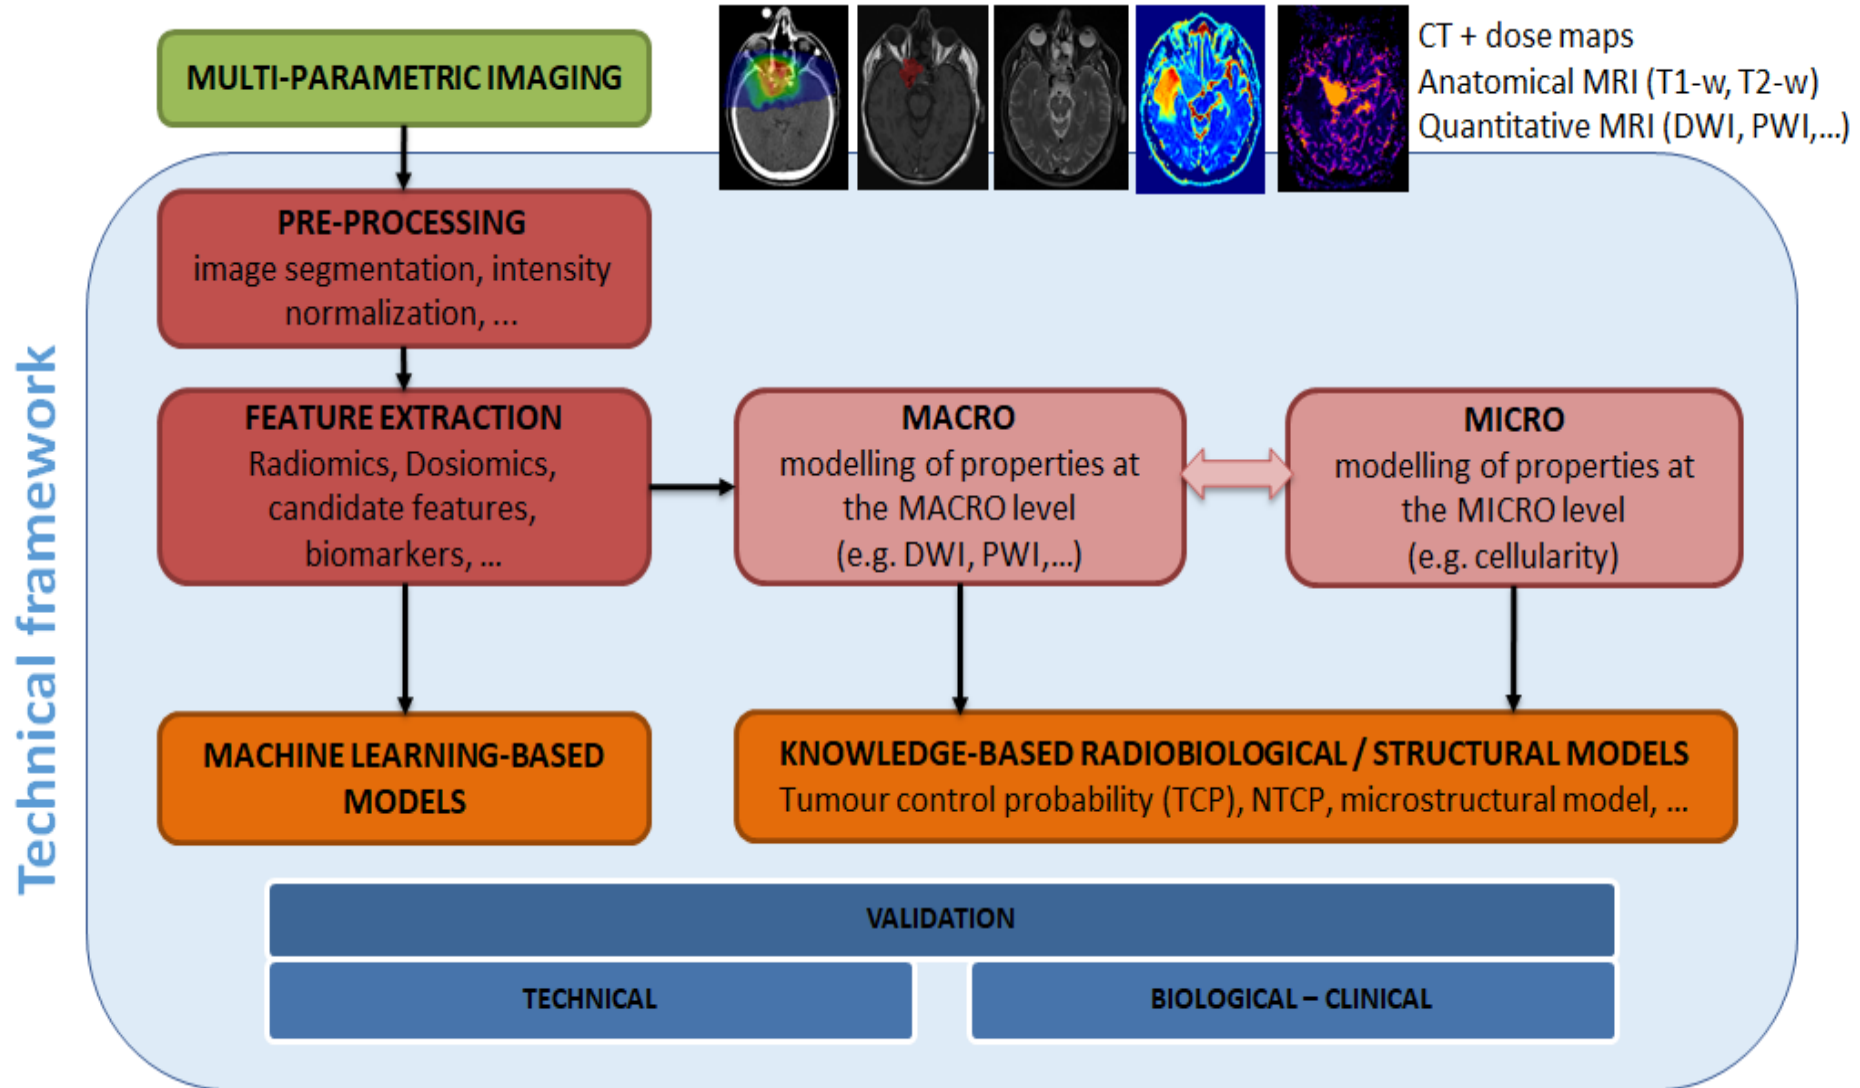 MULTI-PARAMETRIC IMAGING
CT + dose maps
Anatomical MRI (T1-w, T2-w)
Quantitative MRI (DWI, PWI,...)
Technical framework
PRE-PROCESSING
image segmentation, intensity
normalization, ...
FEATURE EXTRACTION
Radiomics, Dosiomics,
candidate features,
biomarkers, ...
MACRO
modelling of properties at
the MACRO level
(e.g. DWI, PWI,...)
MICRO
modelling of properties at
the MICRO level
(e.g. cellularity)
MACHINE LEARNING-BASED
MODELS
KNOWLEDGE-BASED RADIOBIOLOGICAL / STRUCTURAL MODELS
Tumour control probability (TCP), NTCP, microstructural model, ...
VALIDATION
TECHNICAL
BIOLOGICAL – CLINICAL